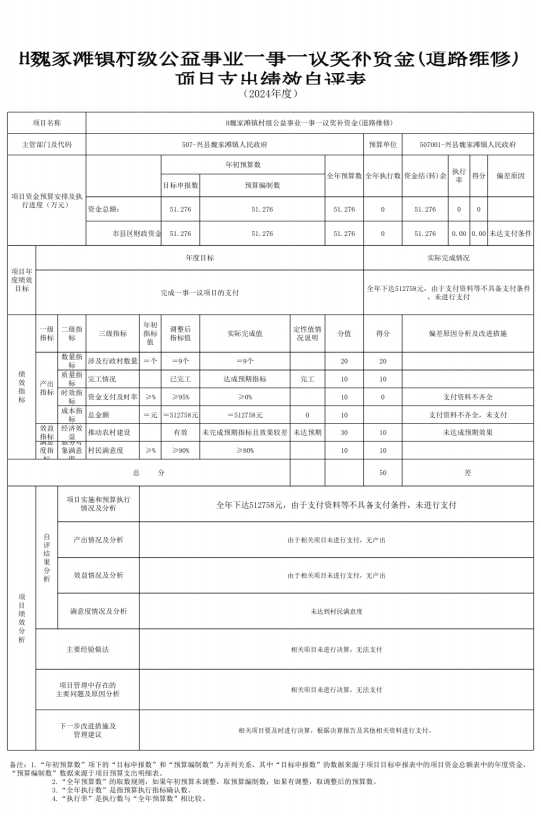 H魏家滩镇村级公益事业一事一议奖补资金(道路维修)
项目支出绩效自评表
（2024年度）
项目名称 H魏家滩镇村级公益事业一事一议奖补资金(道路维修)
主管部门及代码 507-兴县魏家滩镇人民政府 预算单位 507001-兴县魏家滩镇人民政府
项目资金预算安排及执行进度（万元） 年初预算数 全年预算数 全年执行数 资金结(转)余 执行率 得分 偏差原因
目标申报数 预算编制数
资金总额: 51.276 51.276 51.276 0 51.276 0 0
市县区财政资金 51.276 51.276 51.276 0 51.276 0.00 0.00 未达支付条件
项目年度绩效目标 年度目标 实际完成情况
完成一事一议项目的支付 全年下达512758元，由于支付资料等不具备支付条件，未进行支付
绩效指标 一级指标 二级指标 三级指标 年初指标值 调整后指标值 实际完成值 定性值情况说明 分值 得分 偏差原因分析及改进措施
产出指标 数量指标 涉及行政村数量 ＝个 ＝9个 ＝9个 20 20
质量指标 完工情况 已完工 达成预期指标 完工 10 10
时效指标 资金支付及时率 ≥% ≥95% ≥0% 10 0 支付资料不齐全
成本指标 总金额 ＝元 ＝512758元 ＝512758元 0 10 支付资料不齐全，未支付
效益指标 经济效益 推动农村建设 有效 未完成预期指标且效果较差 未达预期 30 10 未达成预期效果
满意度指标 服务对象满意度 村民满意度 ≥% ≥90% ≥80% 10 10
总 分 50 差
项目绩效分析 自评结果分析 项目实施和预算执行情况及分析 全年下达512758元，由于支付资料等不具备支付条件，未进行支付
产出情况及分析 由于相关项目未进行支付，无产出
效益情况及分析 由于相关项目未进行支付，无产出
满意度情况及分析 未达到村民满意度
主要经验做法 相关项目未进行决算，无法支付
项目管理中存在的主要问题及原因分析 相关项目未进行决算，无法支付
下一步改进措施及管理建议 相关项目要及时进行决算，根据决算报告及其他相关资料进行支付。
备注：1.“年初预算数”项下的“目标申报数”和“预算编制数”为并列关系，其中“目标申报数”的数据来源于项目目标申报表中的项目资金总额表中的年度资金，
“预算编制数”数据来源于项目预算支出明细表。
2.“全年预算数”的取数规则，如果年初预算未调整，取预算编制数；如果有调整，取调整后的预算数。
3.“全年执行数”是指预算执行指标确认数。
4.“执行率”是执行数与“全年预算数”相比较。